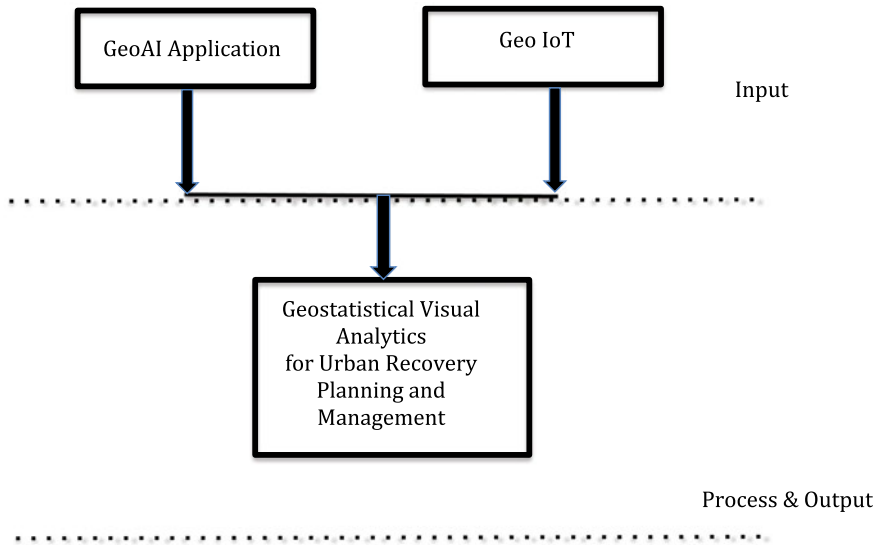 GeoAI Application
Geo IoT
Input
Geostatistical Visual
Analytics
for Urban Recovery
Planning and
Management
Process & Output